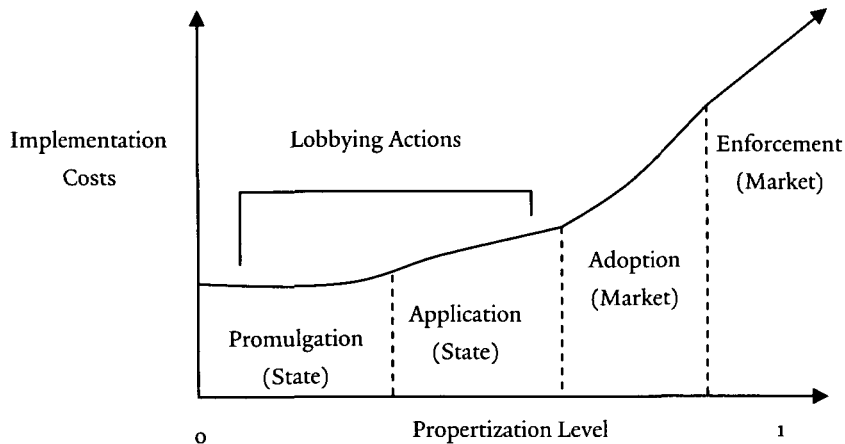 Implementation
Costs
Lobbying Actions
Enforcement
(Market)
Adoption
(Market)
Application
(State)
Promulgation
(State)
0
Propertization Level
1